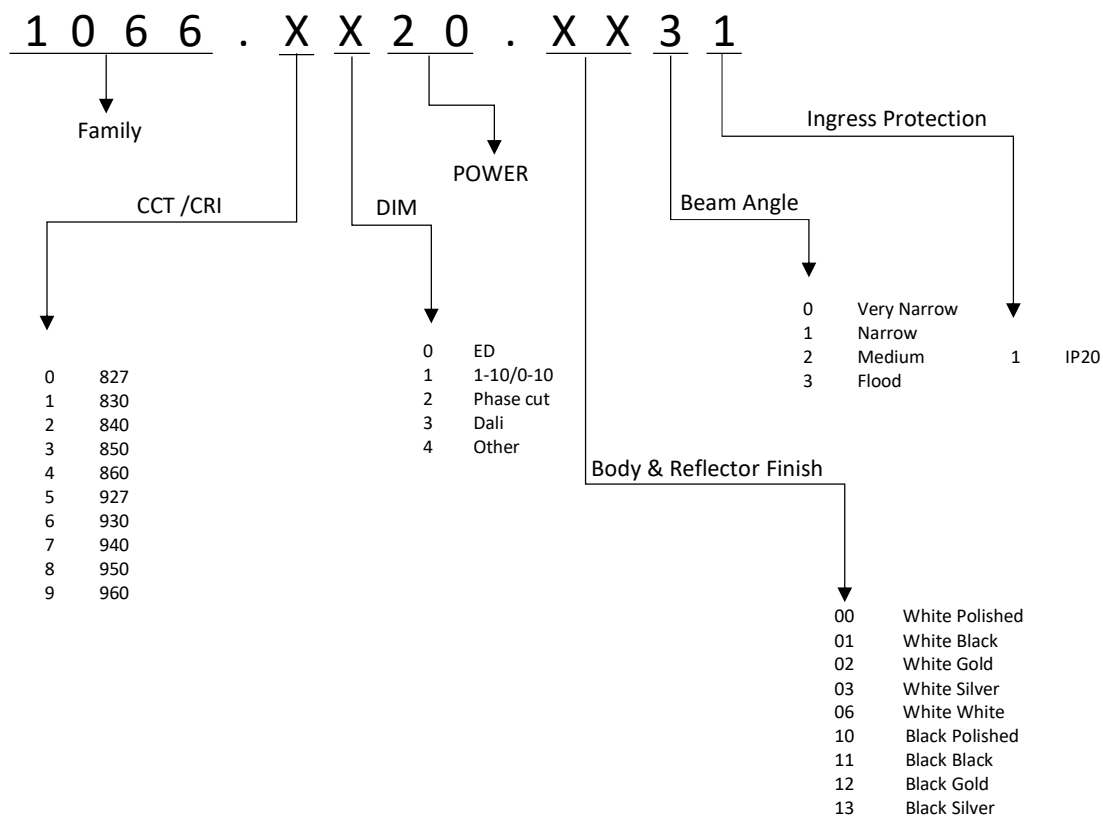 1 0 6 6 . X X 2 0 . X X 3 1
Family
POWER
Ingress Protection
CCT /CRI
DIM
Beam Angle
0 827
1 830
2 840
3 850
4 860
5 927
6 930
7 940
8 950
9 960
0 ED
1 1-10/0-10
2 Phase cut
3 Dali
4 Other
0 Very Narrow
1 Narrow
2 Medium
3 Flood
1 IP20
Body & Reflector Finish
00 White Polished
01 White Black
02 White Gold
03 White Silver
06 White White
10 Black Polished
11 Black Black
12 Black Gold
13 Black Silver